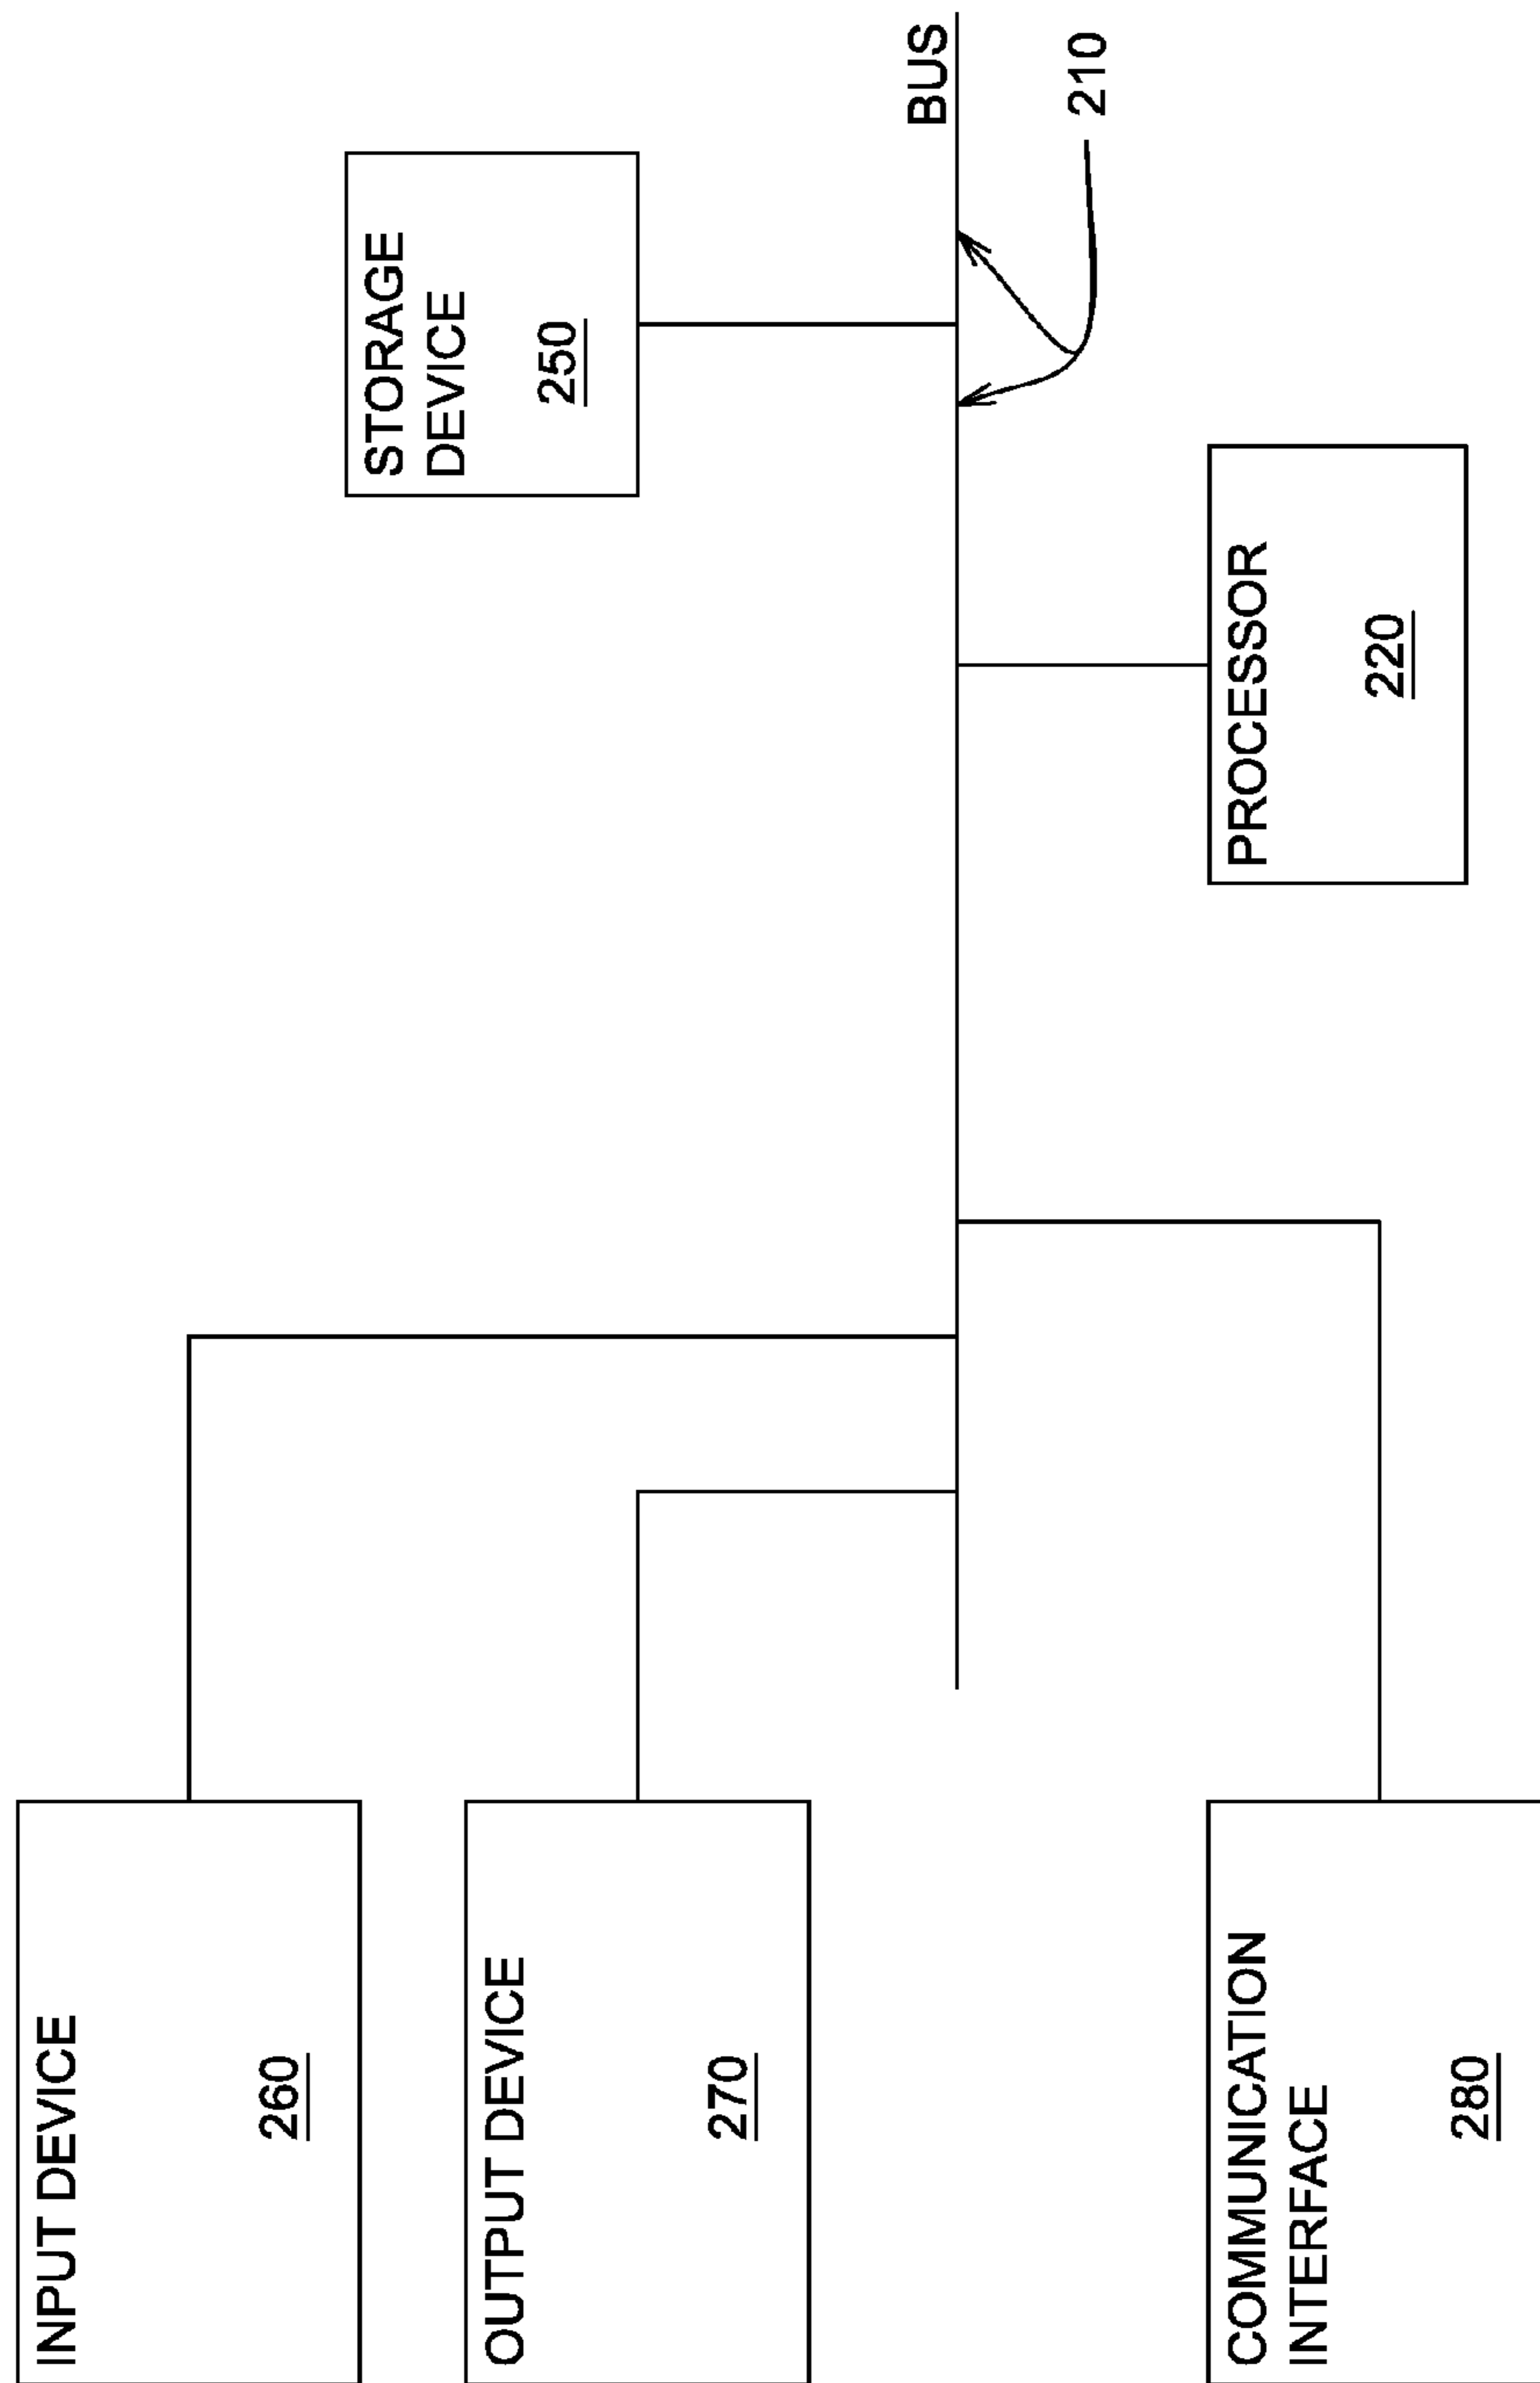 INPUT DEVICE
260
OUTPUT DEVICE
270
COMMUNICATION
INTERFACE
280
STORAGE
DEVICE
250
BUS
210
PROCESSOR
220